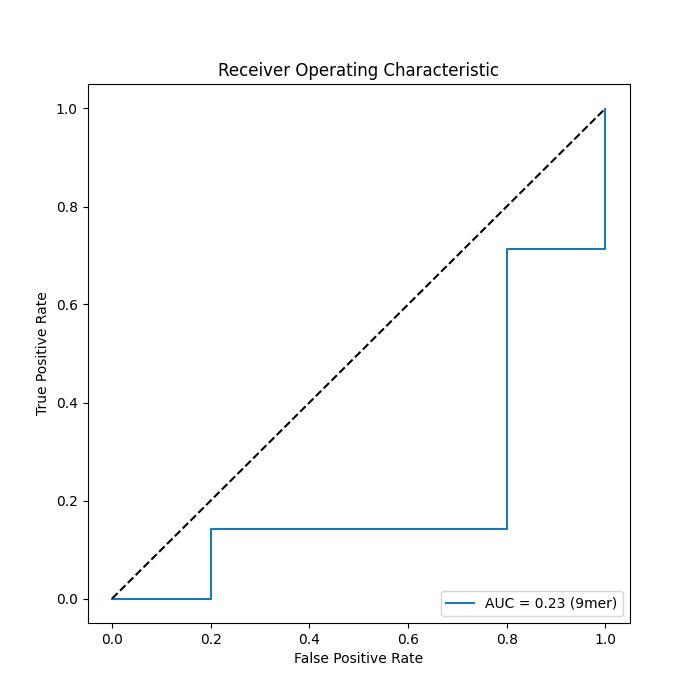 Receiver Operating Characteristic
1.0
0.8
0.6
0.4
0.2
0.0
True Positive Rate
AUC = 0.23 (9mer)
0.0 0.2 0.4 0.6 0.8 1.0
False Positive Rate